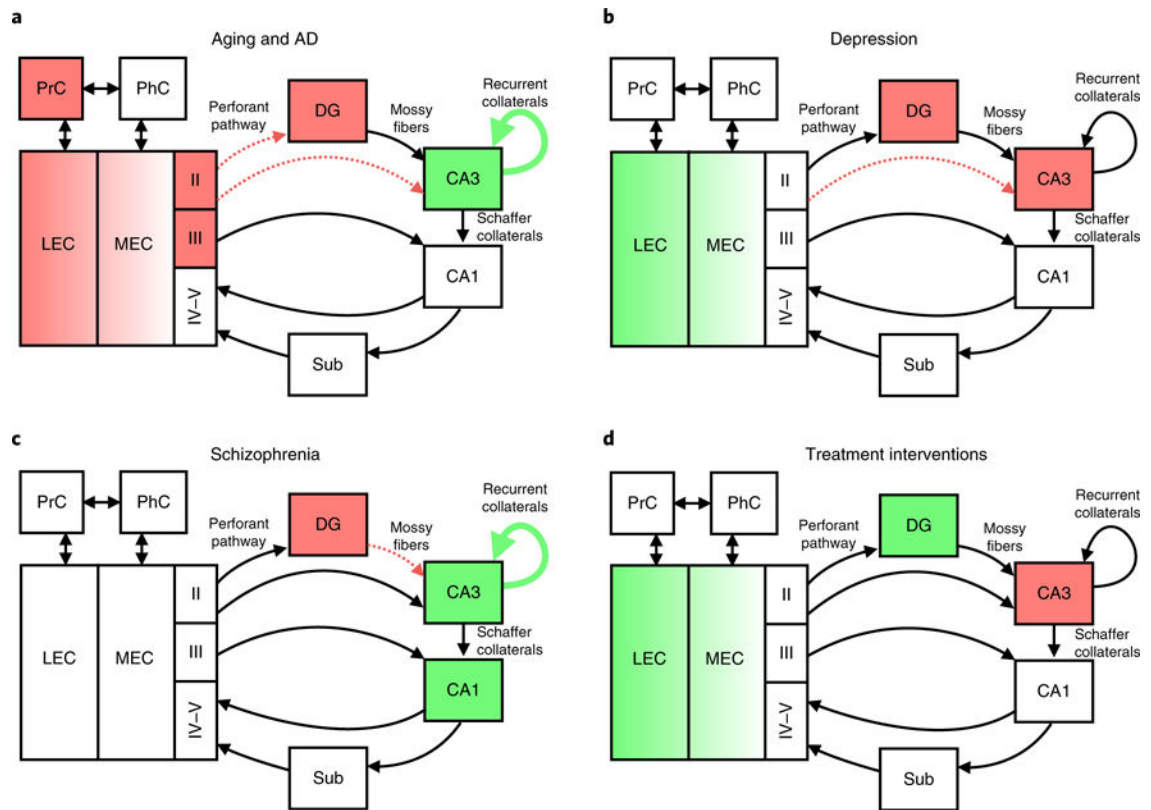 a
Aging and AD
PrC
PhC
Perforant
pathway
DG
Mossy
fibers
Recurrent
collaterals
II
CA3
LEC
MEC
III
Schaffer
collaterals
CA1
IV–V
Sub
b
Depression
PrC
PhC
Perforant
pathway
DG
Mossy
fibers
Recurrent
collaterals
II
CA3
LEC
MEC
III
Schaffer
collaterals
CA1
IV–V
Sub
c
Schizophrenia
PrC
PhC
Perforant
pathway
DG
Mossy
fibers
Recurrent
collaterals
II
CA3
LEC
MEC
III
Schaffer
collaterals
CA1
IV–V
Sub
d
Treatment interventions
PrC
PhC
Perforant
pathway
DG
Mossy
fibers
Recurrent
collaterals
II
CA3
LEC
MEC
III
Schaffer
collaterals
CA1
IV–V
Sub